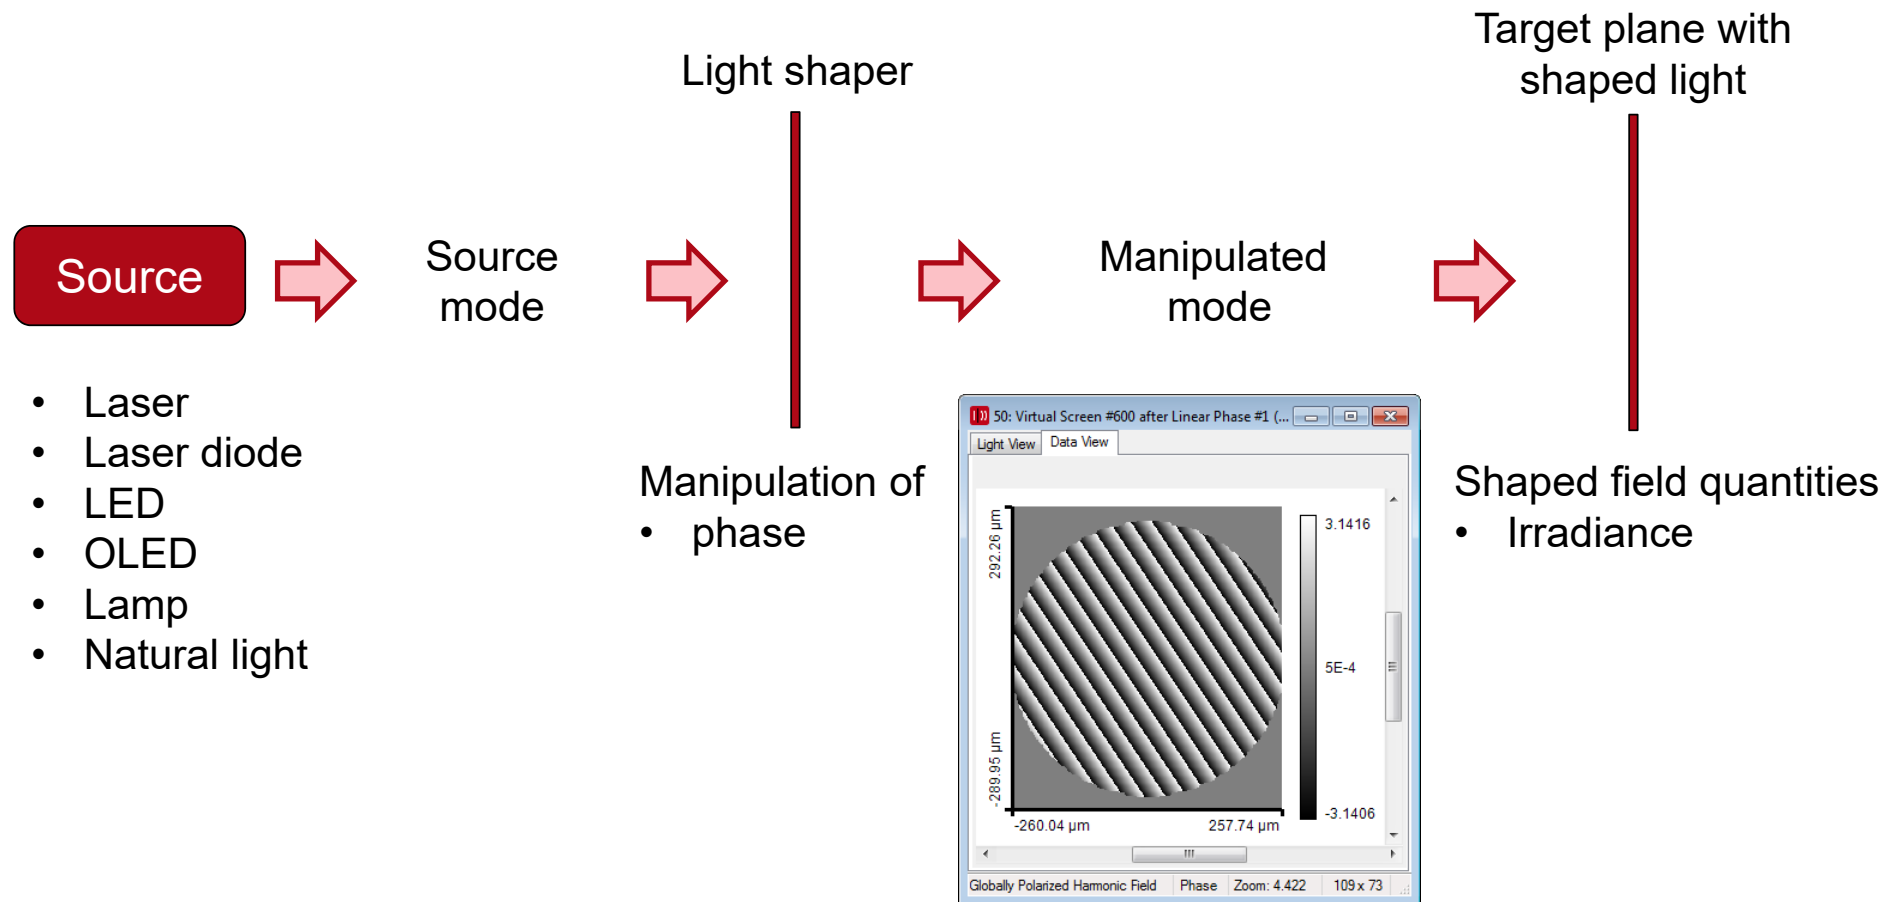 Target plane with
shaped light
Light shaper
Source
Source
mode
Manipulated
mode
• Laser
• Laser diode
• LED
• OLED
• Lamp
• Natural light
Manipulation of
• phase
50: Virtual Screen #600 after Linear Phase #1 (...
Light View
Data View
292.26 µm
-289.95 µm
-260.04 µm
257.74 µm
3.1416
5E-4
-3.1406
Globally Polarized Harmonic Field
Phase
Zoom: 4.422
109 x 73
Shaped field quantities
• Irradiance